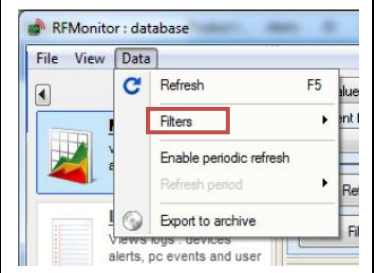 RFMonitor : database
File View Data
Refresh F5
Filters
Enable periodic refresh
Refresh period
Export to archive
Views logs : devices
alerts, pc events and user